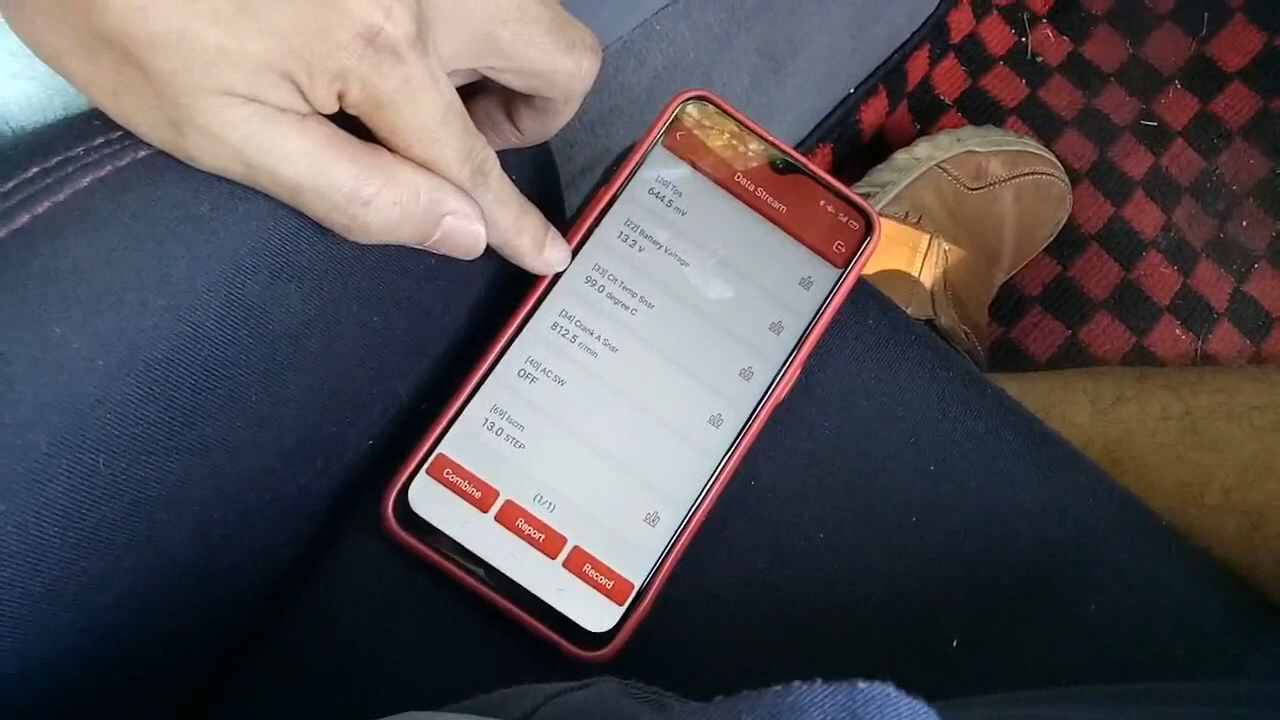 Data Stream
[20] Tps
644.5 mV
[22] Battery Valtage
13.2 V
[33] Clt Temp Snsr
99.0 degree C
[34] Crank A Snsr
812.5 r/min
[40] AC-SW
OFF
[69] Iscm
13.0 STEP
(1/1)
Combine
Report
Record